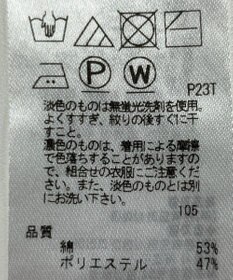 P W
P23T
淡色のものは無蛍光洗剤を使用。
よくすすぎ、絞りの後すぐに干
すこと。
濃色のものは、着用による摩擦
で色落ちすることがありますの
で、組合せの衣服にご注意くだ
さい。また、淡色のものとは別
にお洗い下さい。
105
品質
綿 53%
ポリエステル 47%